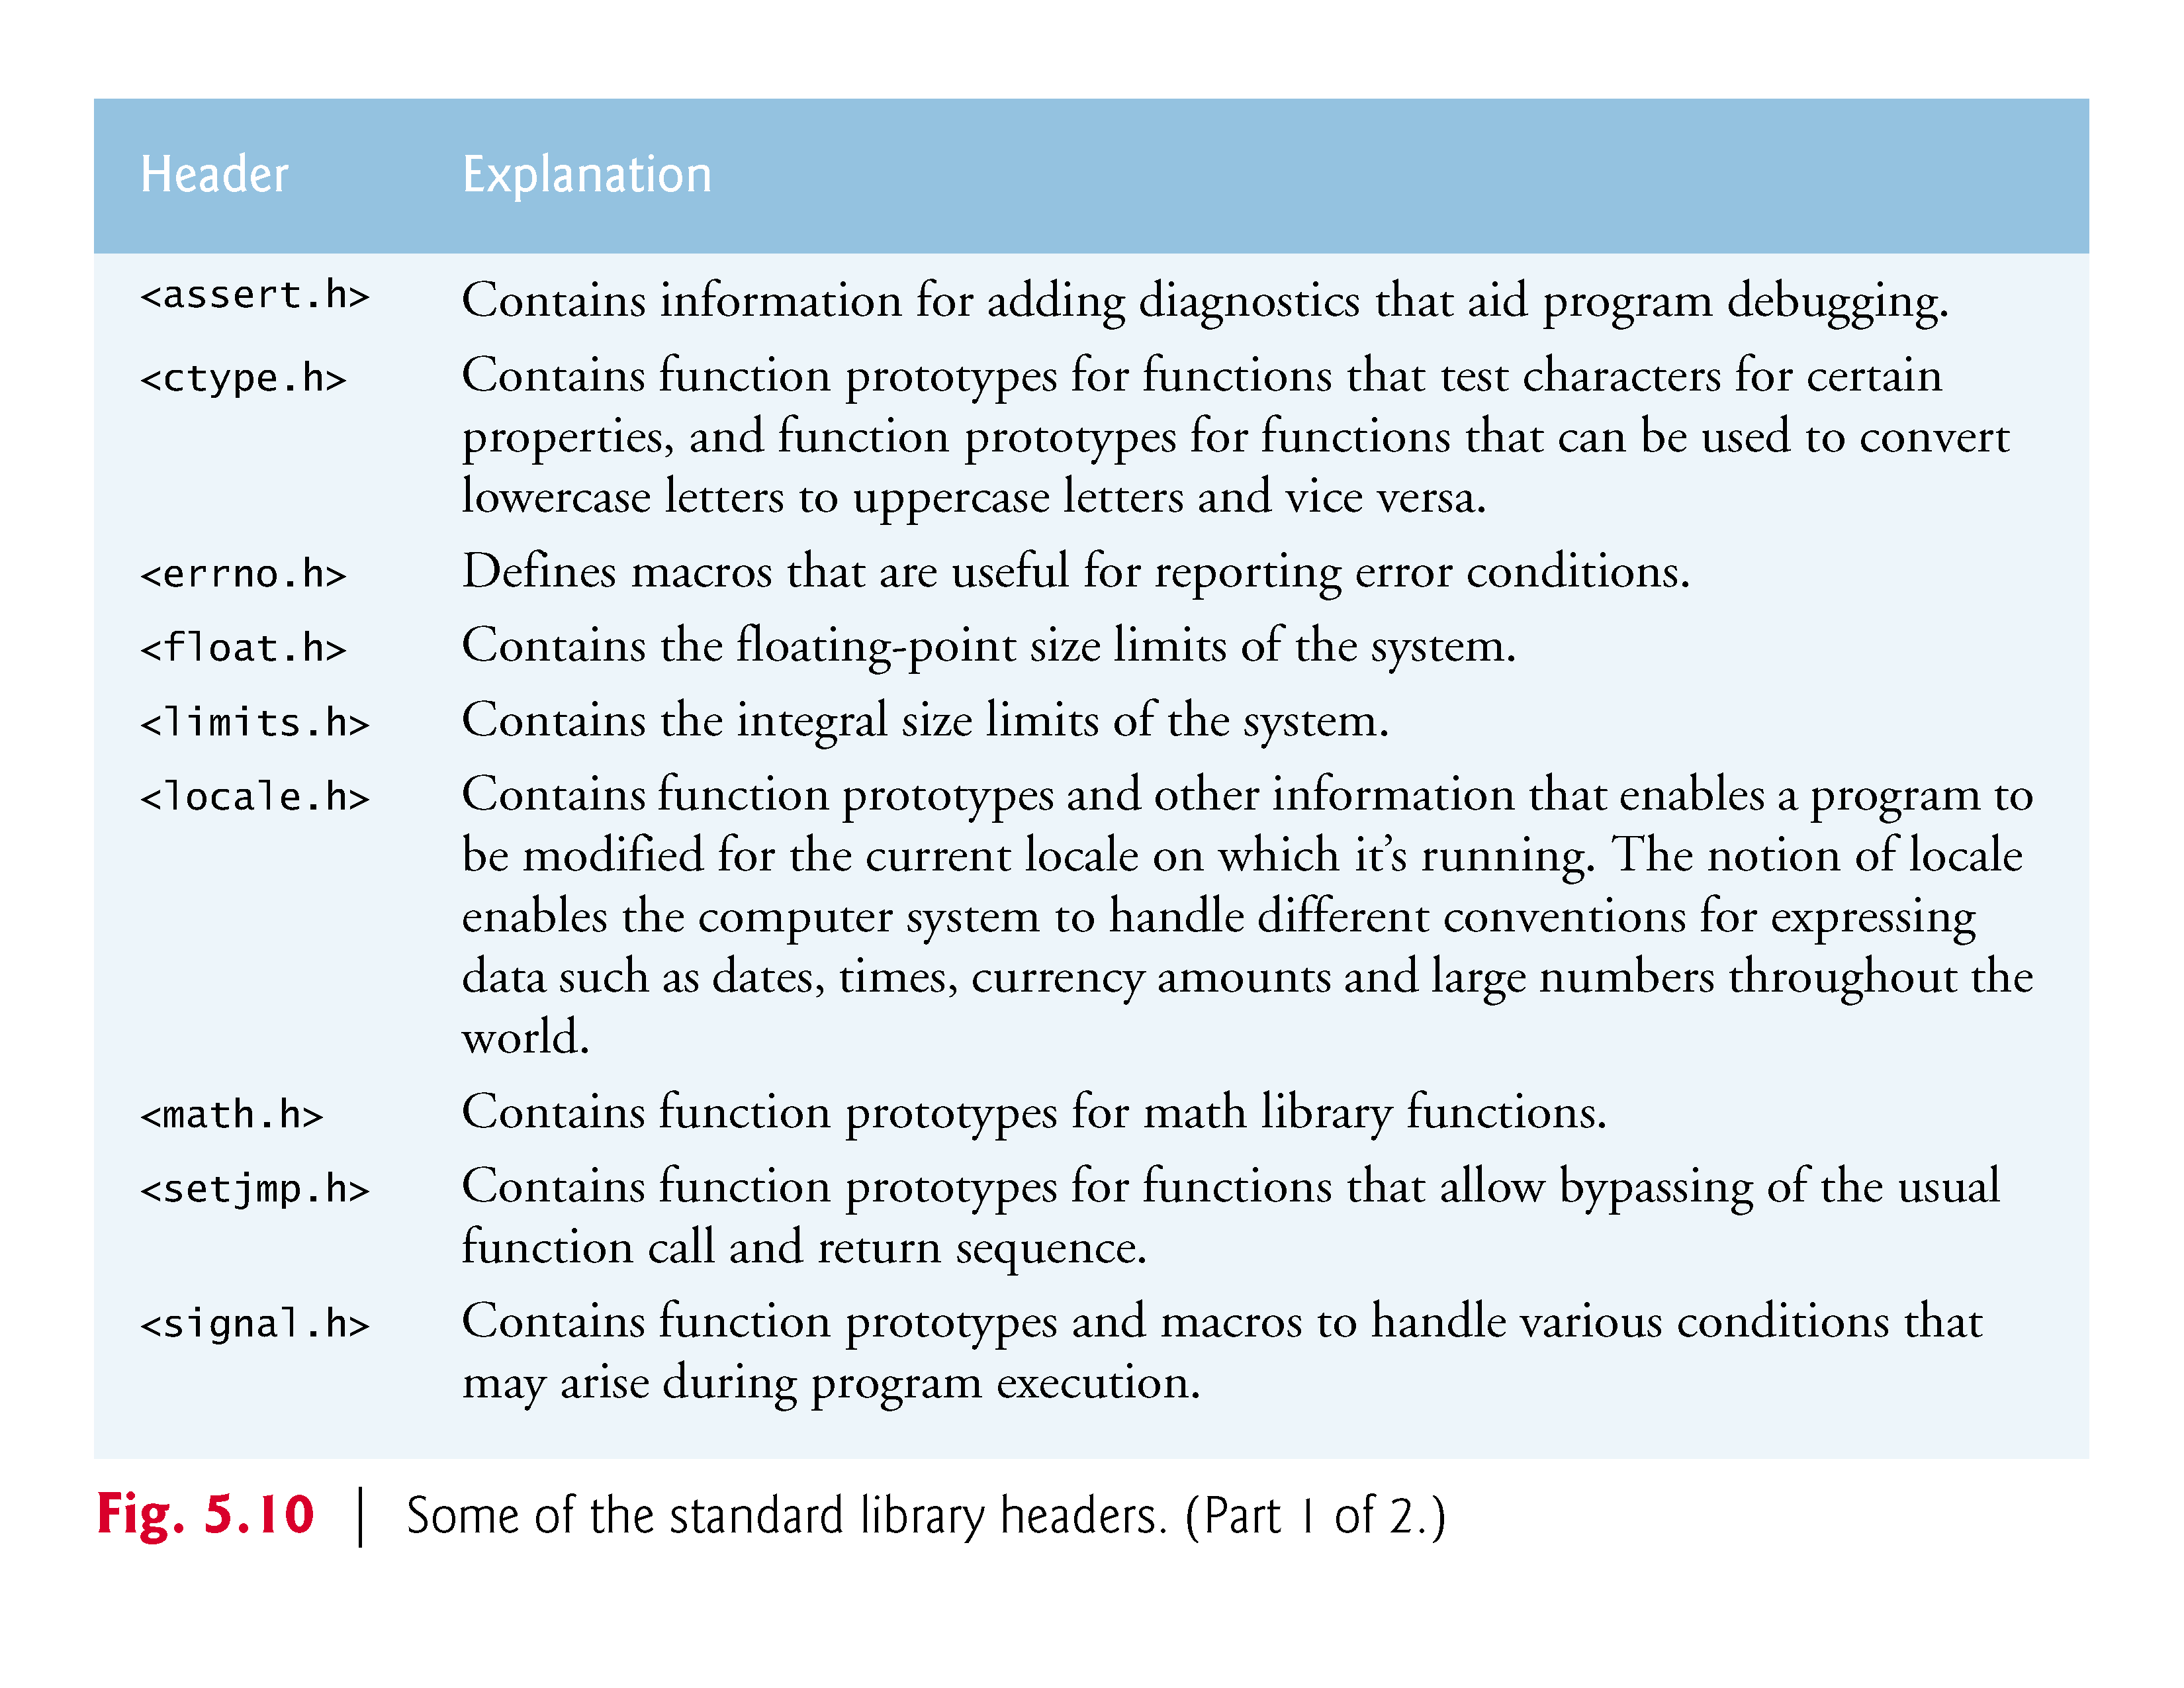 Header Explanation
<assert.h> Contains information for adding diagnostics that aid program debugging.
<ctype.h> Contains function prototypes for functions that test characters for certain
properties, and function prototypes for functions that can be used to convert
lowercase letters to uppercase letters and vice versa.
<errno.h> Defines macros that are useful for reporting error conditions.
<float.h> Contains the floating-point size limits of the system.
<limits.h> Contains the integral size limits of the system.
<locale.h> Contains function prototypes and other information that enables a program to
be modified for the current locale on which it’s running. The notion of locale
enables the computer system to handle different conventions for expressing
data such as dates, times, currency amounts and large numbers throughout the
world.
<math.h> Contains function prototypes for math library functions.
<setjmp.h> Contains function prototypes for functions that allow bypassing of the usual
function call and return sequence.
<signal.h> Contains function prototypes and macros to handle various conditions that
may arise during program execution.
Fig. 5.10 | Some of the standard library headers. (Part 1 of 2.)